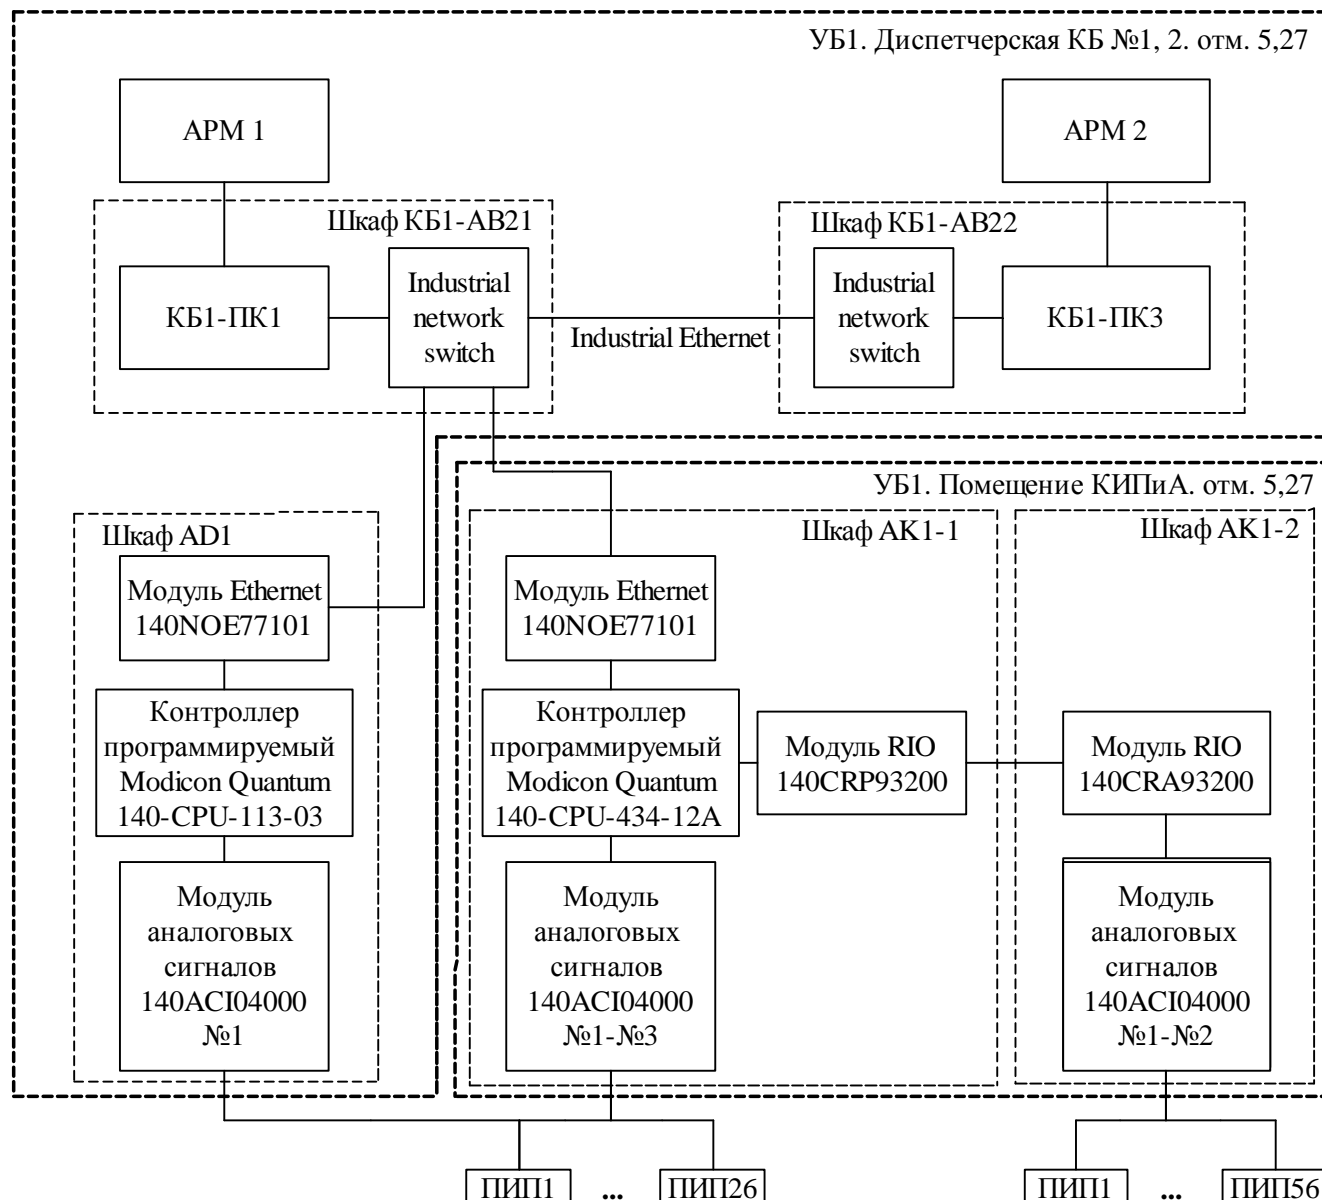 УБ1. Диспетчерская КБ №1, 2. отм. 5,27
АРМ 1
АРМ 2
Шкаф КБ1-АВ21
Шкаф КБ1-АВ22
КБ1-ПК1
Industrial
network
switch
Industrial Ethernet
Industrial
network
switch
КБ1-ПК3
УБ1. Помещение КИПиА. отм. 5,27
Шкаф AD1
Шкаф АК1-1
Шкаф АК1-2
Модуль Ethernet
140NOE77101
Модуль Ethernet
140NOE77101
Контроллер
программируемый
Modicon Quantum
140-CPU-113-03
Контроллер
программируемый
Modicon Quantum
140-CPU-434-12A
Модуль RIO
140CRP93200
Модуль RIO
140CRA93200
Модуль
аналоговых
сигналов
140ACI04000
№1
Модуль
аналоговых
сигналов
140ACI04000
№1-№3
Модуль
аналоговых
сигналов
140ACI04000
№1-№2
ПИП1 ... ПИП26
ПИП1 ... ПИП56